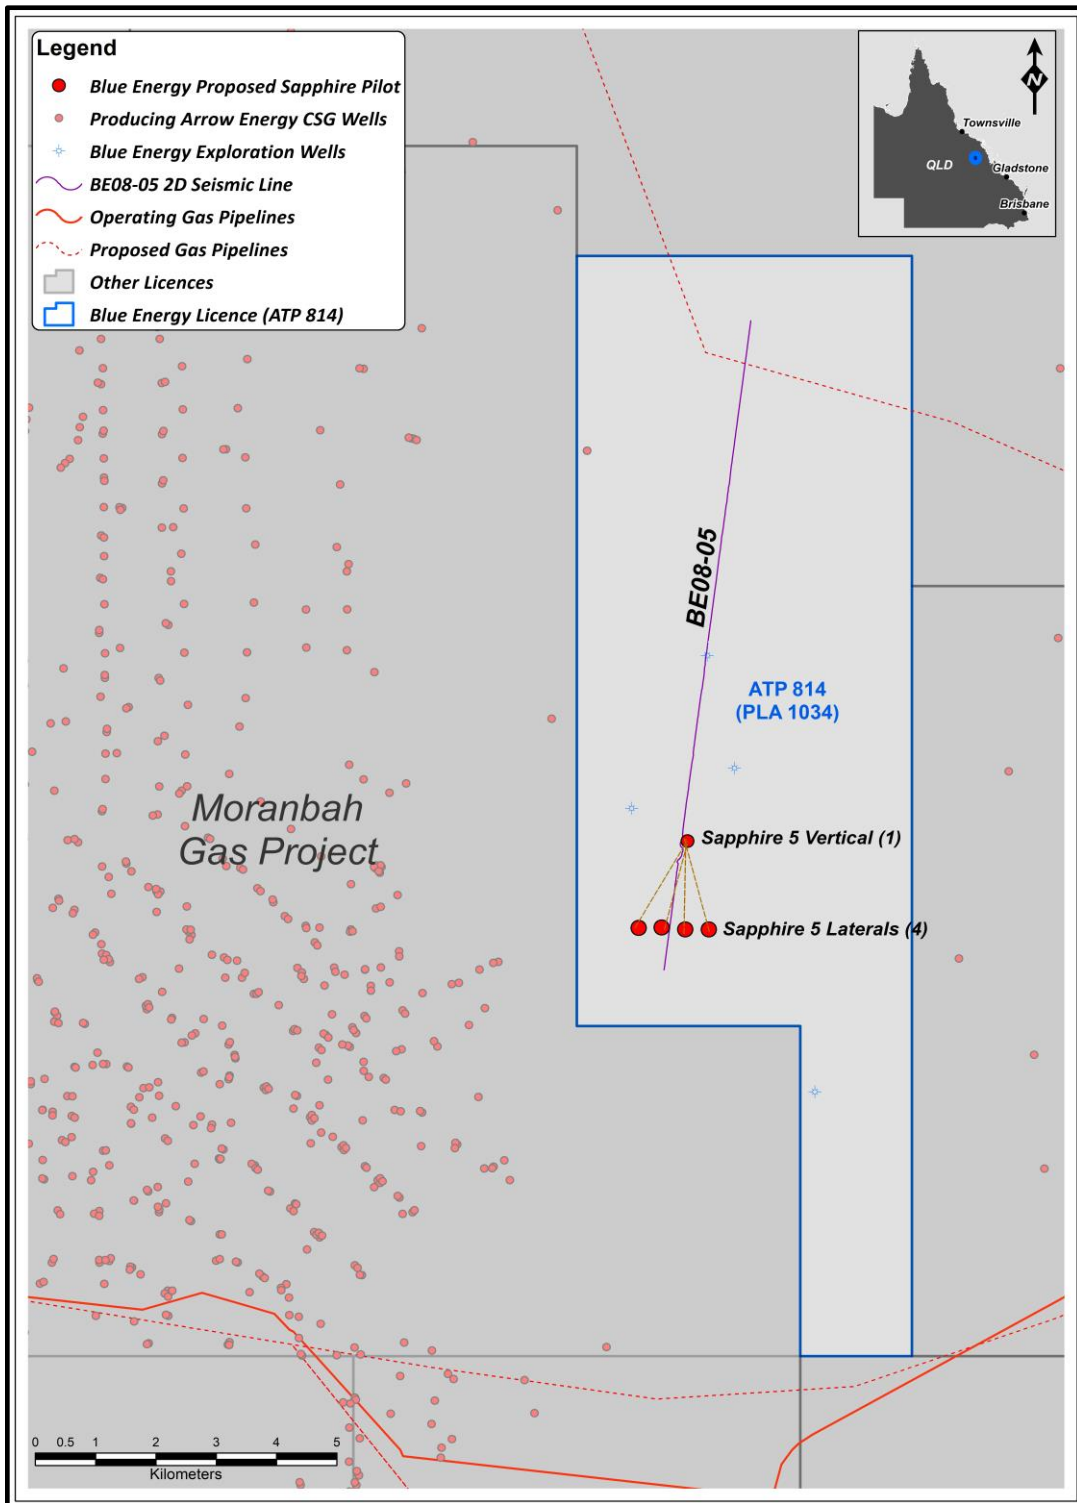 Legend
Blue Energy Proposed Sapphire Pilot
Producing Arrow Energy CSG Wells
Blue Energy Exploration Wells
BE08-05 2D Seismic Line
Operating Gas Pipelines
Proposed Gas Pipelines
Other Licences
Blue Energy Licence (ATP 814)
N
Townsville
QLD
Gladstone
Brisbane
BE08-05
ATP 814
(PLA 1034)
Moranbah
Gas Project
Sapphire 5 Vertical (1)
Sapphire 5 Laterals (4)
0 0.5 1 2 3 4 5
Kilometers